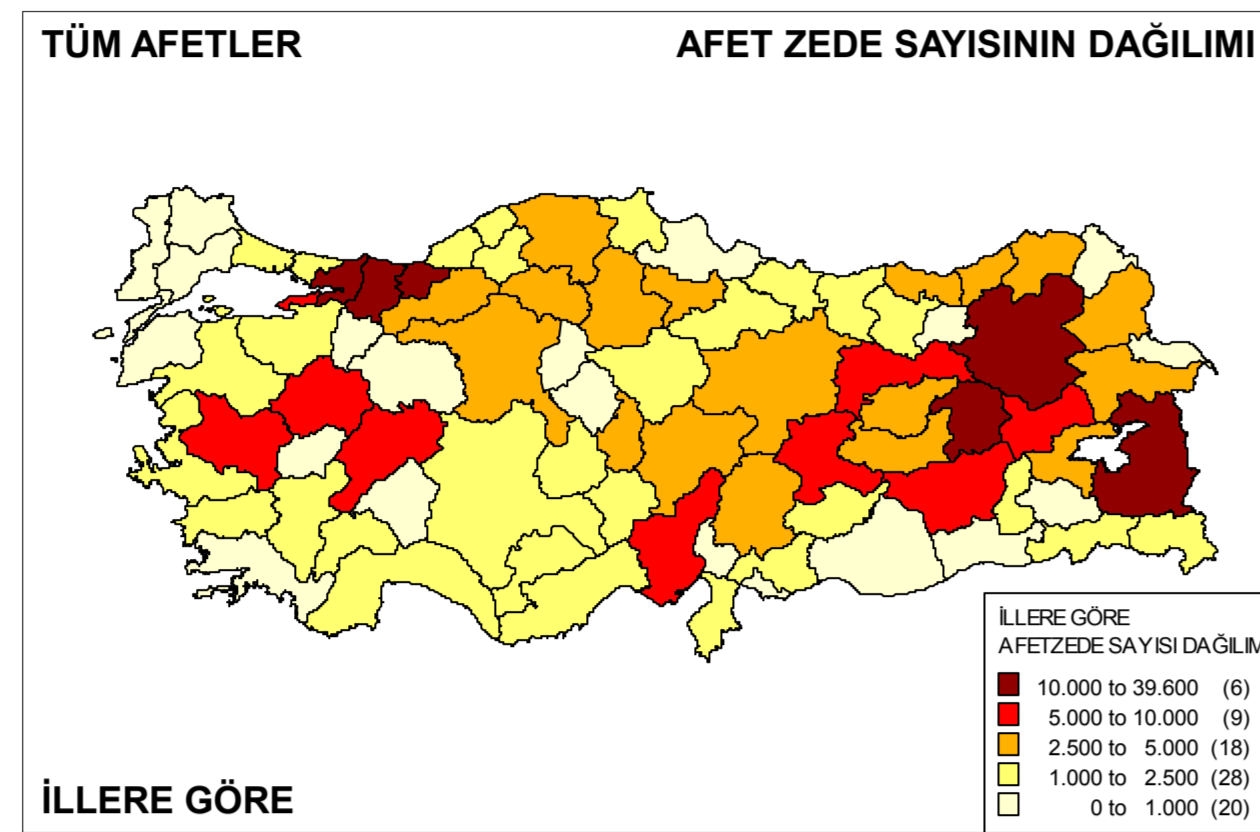 TÜM AFETLER
AFET ZEDE SAYISININ DAĞILIMI
İLLERE GÖRE
AFETZEDE SAYISI DAĞILIM
10.000 to 39.600 (6)
5.000 to 10.000 (9)
2.500 to 5.000 (18)
1.000 to 2.500 (28)
0 to 1.000 (20)
İLLERE GÖRE